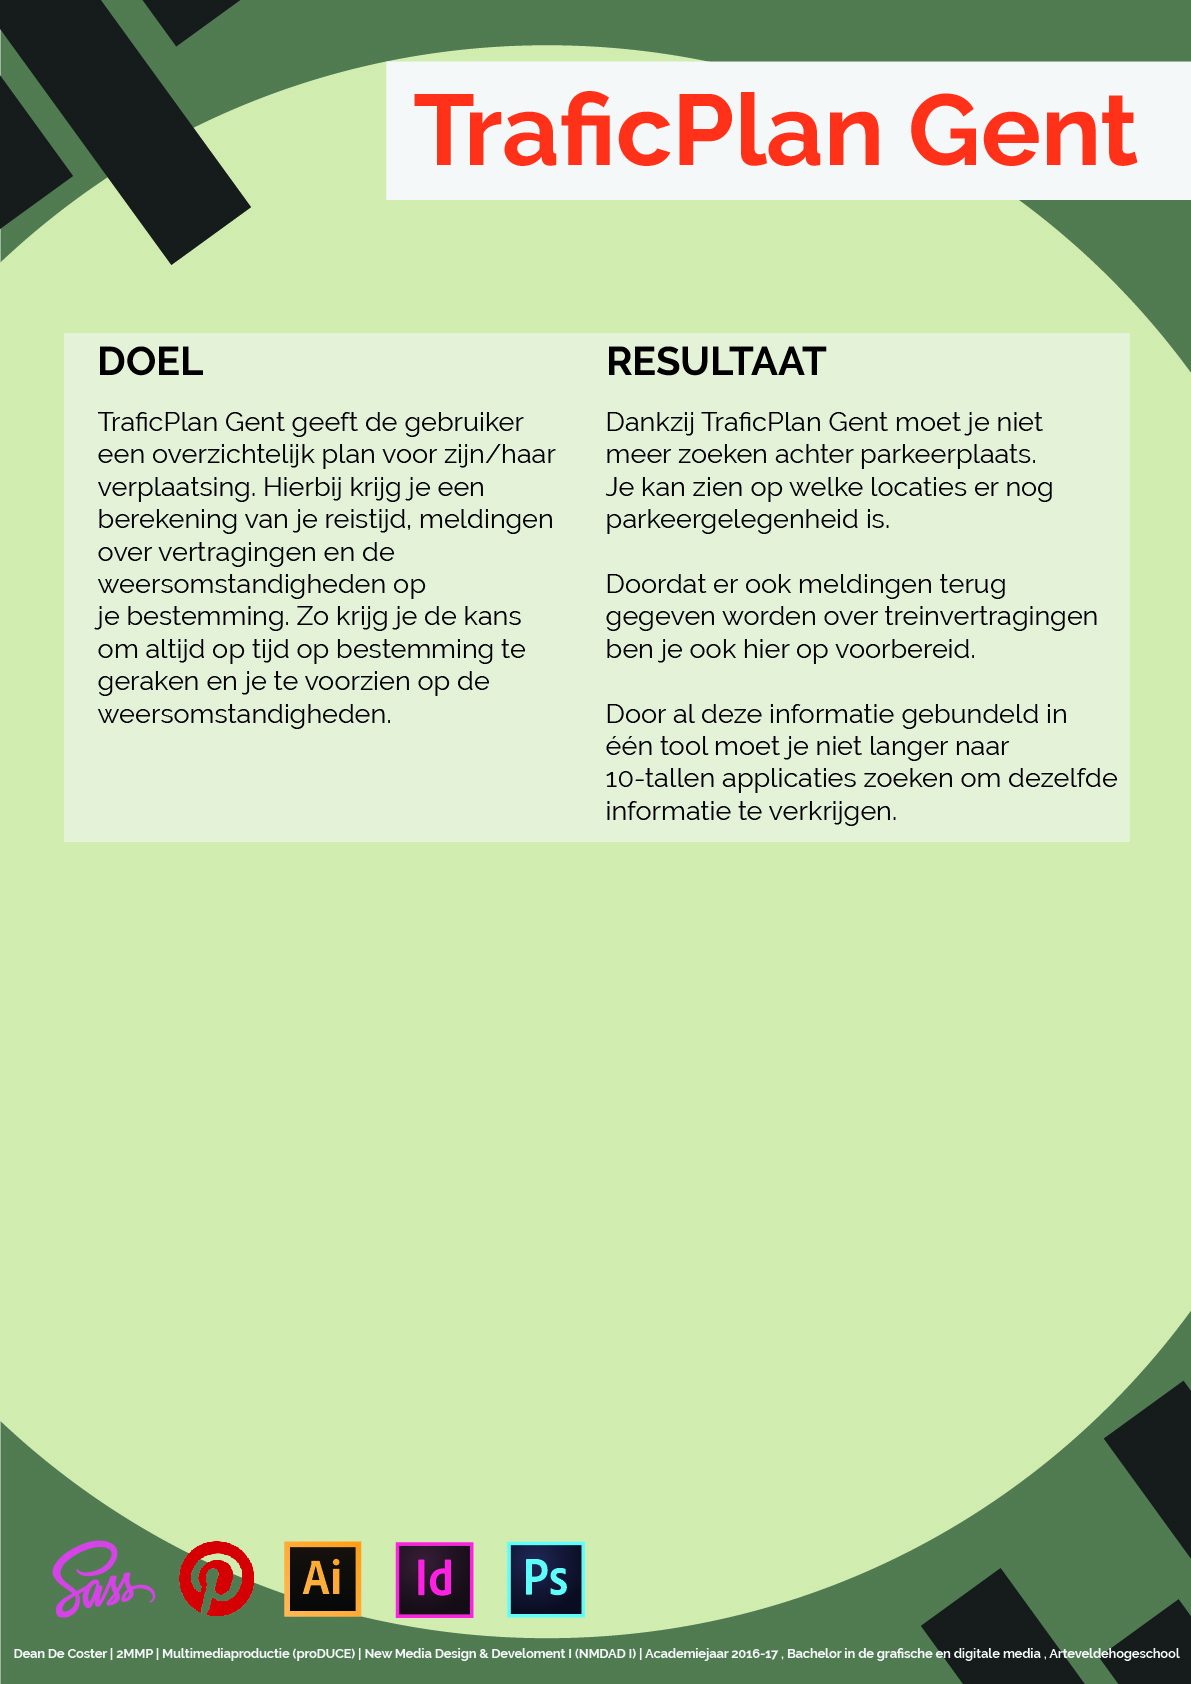 TraficPlan Gent
DOEL
TraficPlan Gent geeft de gebruiker
een overzichtelijk plan voor zijn/haar
verplaatsing. Hierbij krijg je een
berekening van je reistijd, meldingen
over vertragingen en de
weersomstandigheden op
je bestemming. Zo krijg je de kans
om altijd op tijd op bestemming te
geraken en je te voorzien op de
weersomstandigheden.
RESULTAAT
Dankzij TraficPlan Gent moet je niet
meer zoeken achter parkeerplaats.
Je kan zien op welke locaties er nog
parkeergelegenheid is.
Doordat er ook meldingen terug
gegeven worden over treinvertragingen
ben je ook hier op voorbereid.
Door al deze informatie gebundeld in
één tool moet je niet langer naar
10-tallen applicaties zoeken om dezelfde
informatie te verkrijgen.
Sass Ai Id Ps
Dean De Coster | 2MMP | Multimediaproductie (proDUCE) | New Media Design & Develoment I (NMDAD I) | Academiejaar 2016-17 , Bachelor in de grafische en digitale media , Arteveldehogeschool